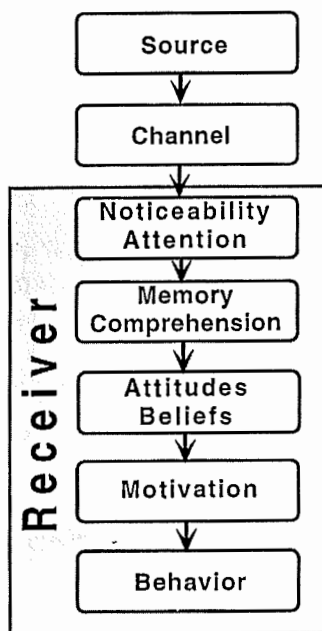 Source
Channel
Noticeability
Attention
Memory
Comprehension
Attitudes
Beliefs
Motivation
Behavior
Receiver